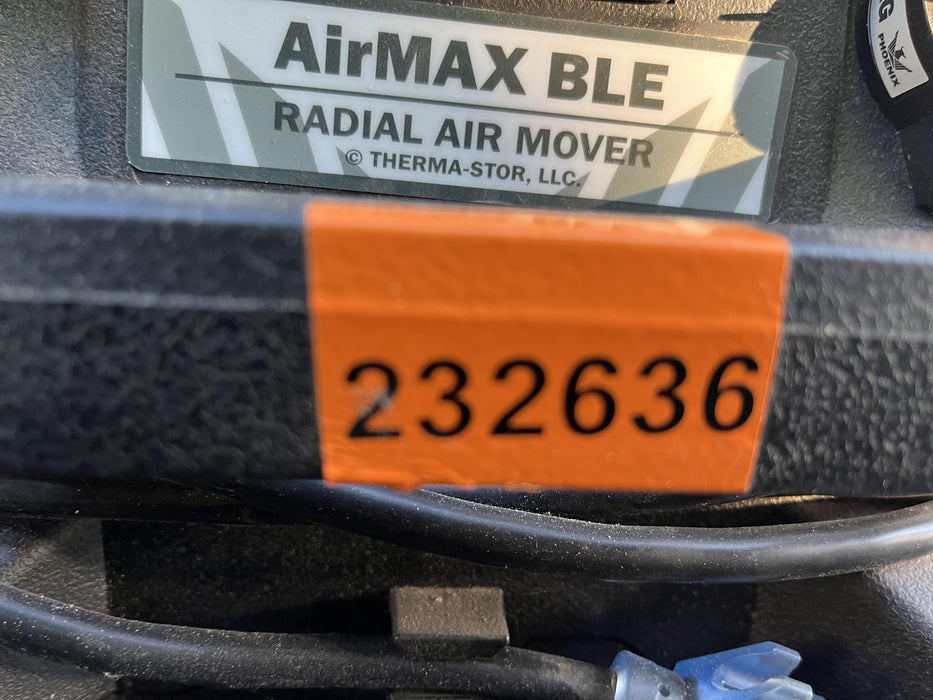 AirMAX BLE
RADIAL AIR MOVER
© THERMA-STOR, LLC.
PHOENIX
232636